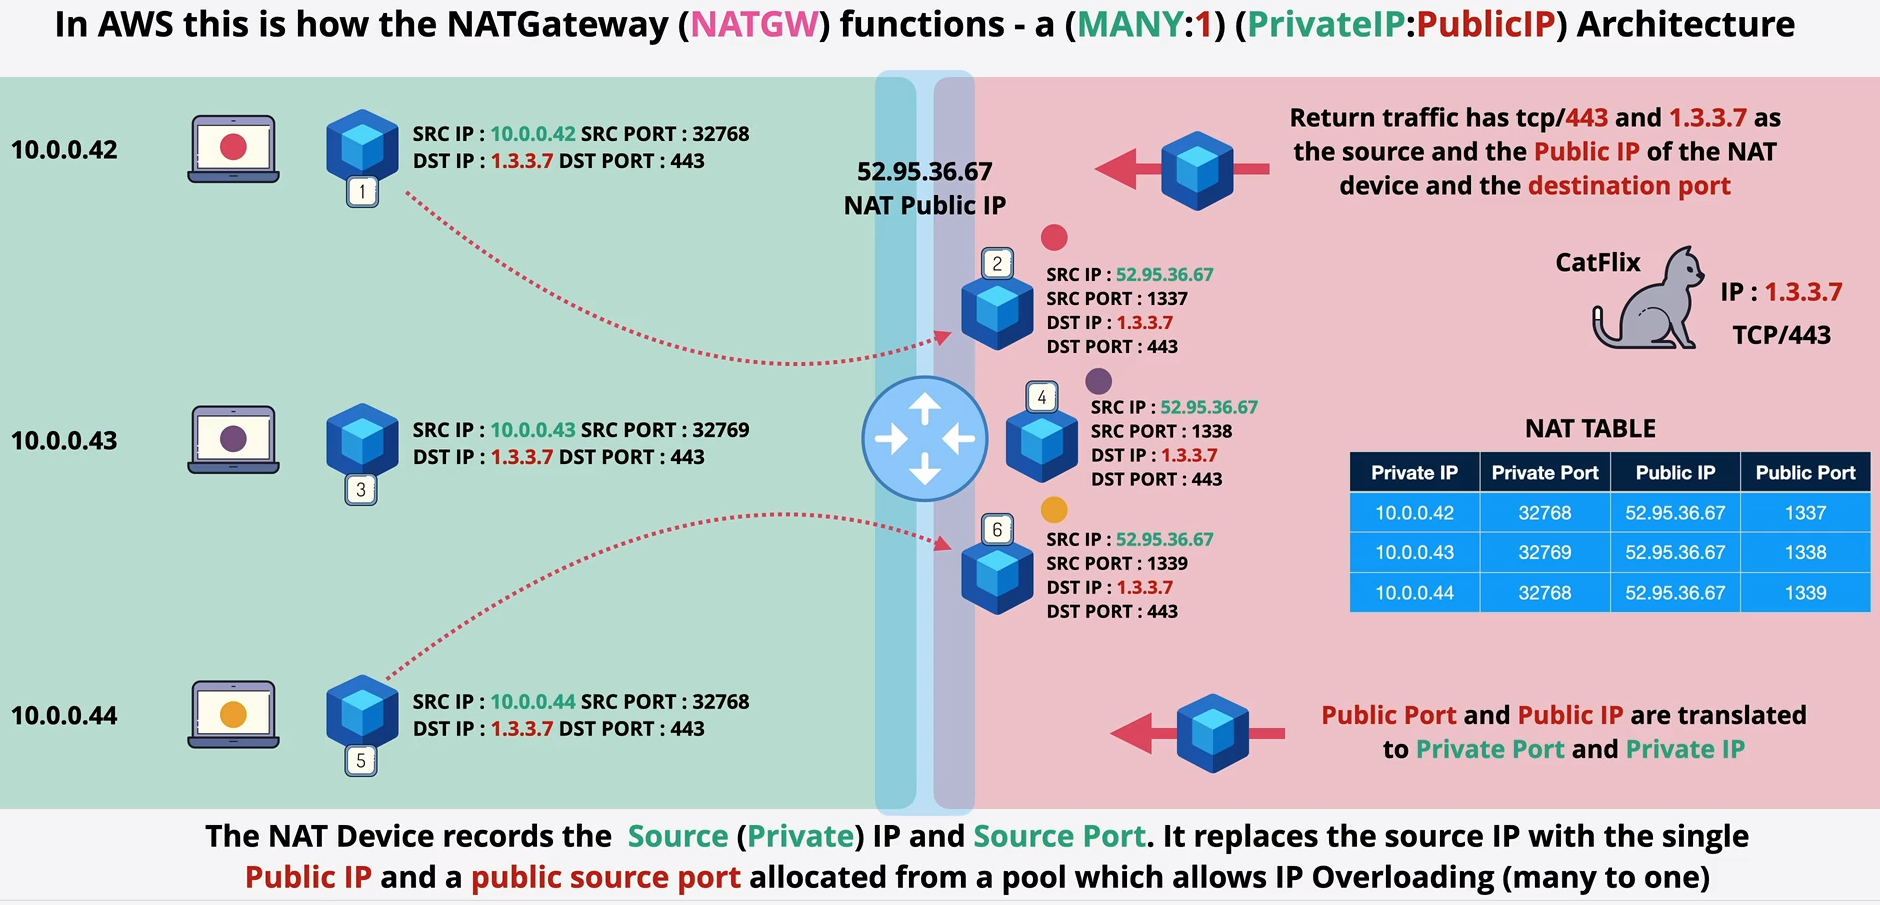 In AWS this is how the NATGateway (NATGW) functions - a (MANY:1) (PrivateIP:PublicIP) Architecture
10.0.0.42
1
SRC IP : 10.0.0.42 SRC PORT : 32768
DST IP : 1.3.3.7 DST PORT : 443
52.95.36.67
NAT Public IP
Return traffic has tcp/443 and 1.3.3.7 as
the source and the Public IP of the NAT
device and the destination port
2
SRC IP : 52.95.36.67
SRC PORT : 1337
DST IP : 1.3.3.7
DST PORT : 443
CatFlix
IP : 1.3.3.7
TCP/443
10.0.0.43
3
SRC IP : 10.0.0.43 SRC PORT : 32769
DST IP : 1.3.3.7 DST PORT : 443
4
SRC IP : 52.95.36.67
SRC PORT : 1338
DST IP : 1.3.3.7
DST PORT : 443
NAT TABLE
Private IP Private Port Public IP Public Port
10.0.0.42 32768 52.95.36.67 1337
10.0.0.43 32769 52.95.36.67 1338
10.0.0.44 32768 52.95.36.67 1339
6
SRC IP : 52.95.36.67
SRC PORT : 1339
DST IP : 1.3.3.7
DST PORT : 443
10.0.0.44
5
SRC IP : 10.0.0.44 SRC PORT : 32768
DST IP : 1.3.3.7 DST PORT : 443
Public Port and Public IP are translated
to Private Port and Private IP
The NAT Device records the Source (Private) IP and Source Port. It replaces the source IP with the single
Public IP and a public source port allocated from a pool which allows IP Overloading (many to one)